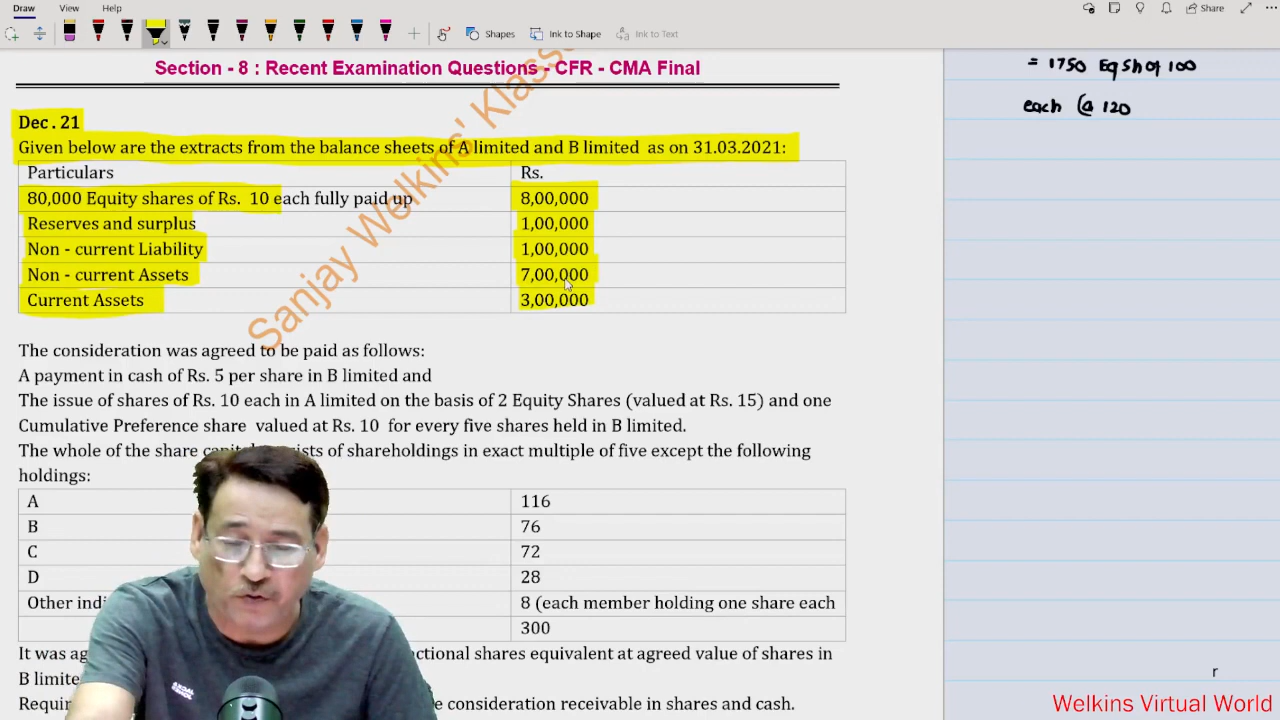 Draw View Help
Shapes Ink to Shape Ink to Text Share
Section - 8 : Recent Examination Questions - CFR - CMA Final
= 1750 Eq Sh of 100
each @ 120
Dec . 21
Given below are the extracts from the balance sheets of A limited and B limited as on 31.03.2021:
Particulars Rs.
80,000 Equity shares of Rs. 10 each fully paid up 8,00,000
Reserves and surplus 1,00,000
Non - current Liability 1,00,000
Non - current Assets 7,00,000
Current Assets 3,00,000
Sanjay Welkins' Klasses
The consideration was agreed to be paid as follows:
A payment in cash of Rs. 5 per share in B limited and
The issue of shares of Rs. 10 each in A limited on the basis of 2 Equity Shares (valued at Rs. 15) and one
Cumulative Preference share valued at Rs. 10 for every five shares held in B limited.
The whole of the share of shareholdings in exact multiple of five except the following
holdings:
A 116
B 76
C 72
D 28
Other 8 (each member holding one share each
300
It was fractional shares equivalent at agreed value of shares in
B
consideration receivable in shares and cash.
r
Welkins Virtual World